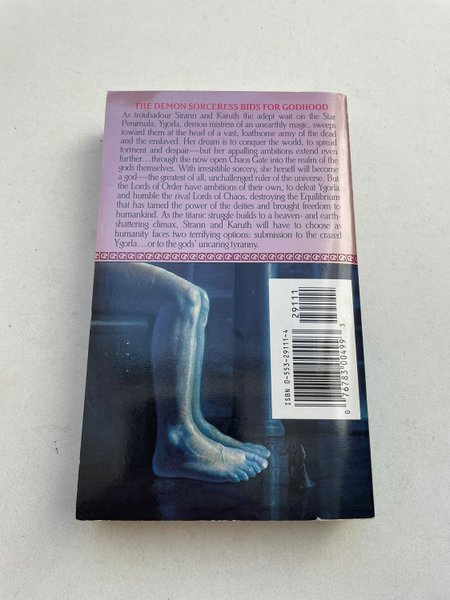 THE DEMON SORCERESS BIDS FOR GODHOOD
As troubadour Strann and Karuth the adept wait on the Star
Peninsula, Ygorla, demon mistress of an unearthly magic, sweeps
toward them at the head of a vast, loathsome army of the dead
and the enslaved. Her dream is to conquer the world, to spread
torment and despair—but her appalling ambitions extend even
further...through the now open Chaos Gate into the realm of the
gods themselves. With irresistible sorcery, she herself will become
a god—the greatest of all, unchallenged ruler of the universe. But
the Lords of Order have ambitions of their own, to defeat Ygorla
and humble the rival Lords of Chaos, destroying the Equilibrium
that has tamed the power of the deities and brought freedom to
humankind. As the titanic struggle builds to a heaven- and earth-
shattering climax, Strann and Karuth will have to choose as
humanity faces two terrifying options: submission to the crazed
Ygorla...or to the gods' uncaring tyranny.
29111
ISBN 0-553-29111-4
0 76783 00499 3